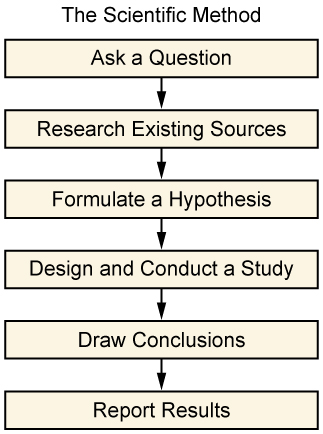 The Scientific Method
Ask a Question
Research Existing Sources
Formulate a Hypothesis
Design and Conduct a Study
Draw Conclusions
Report Results